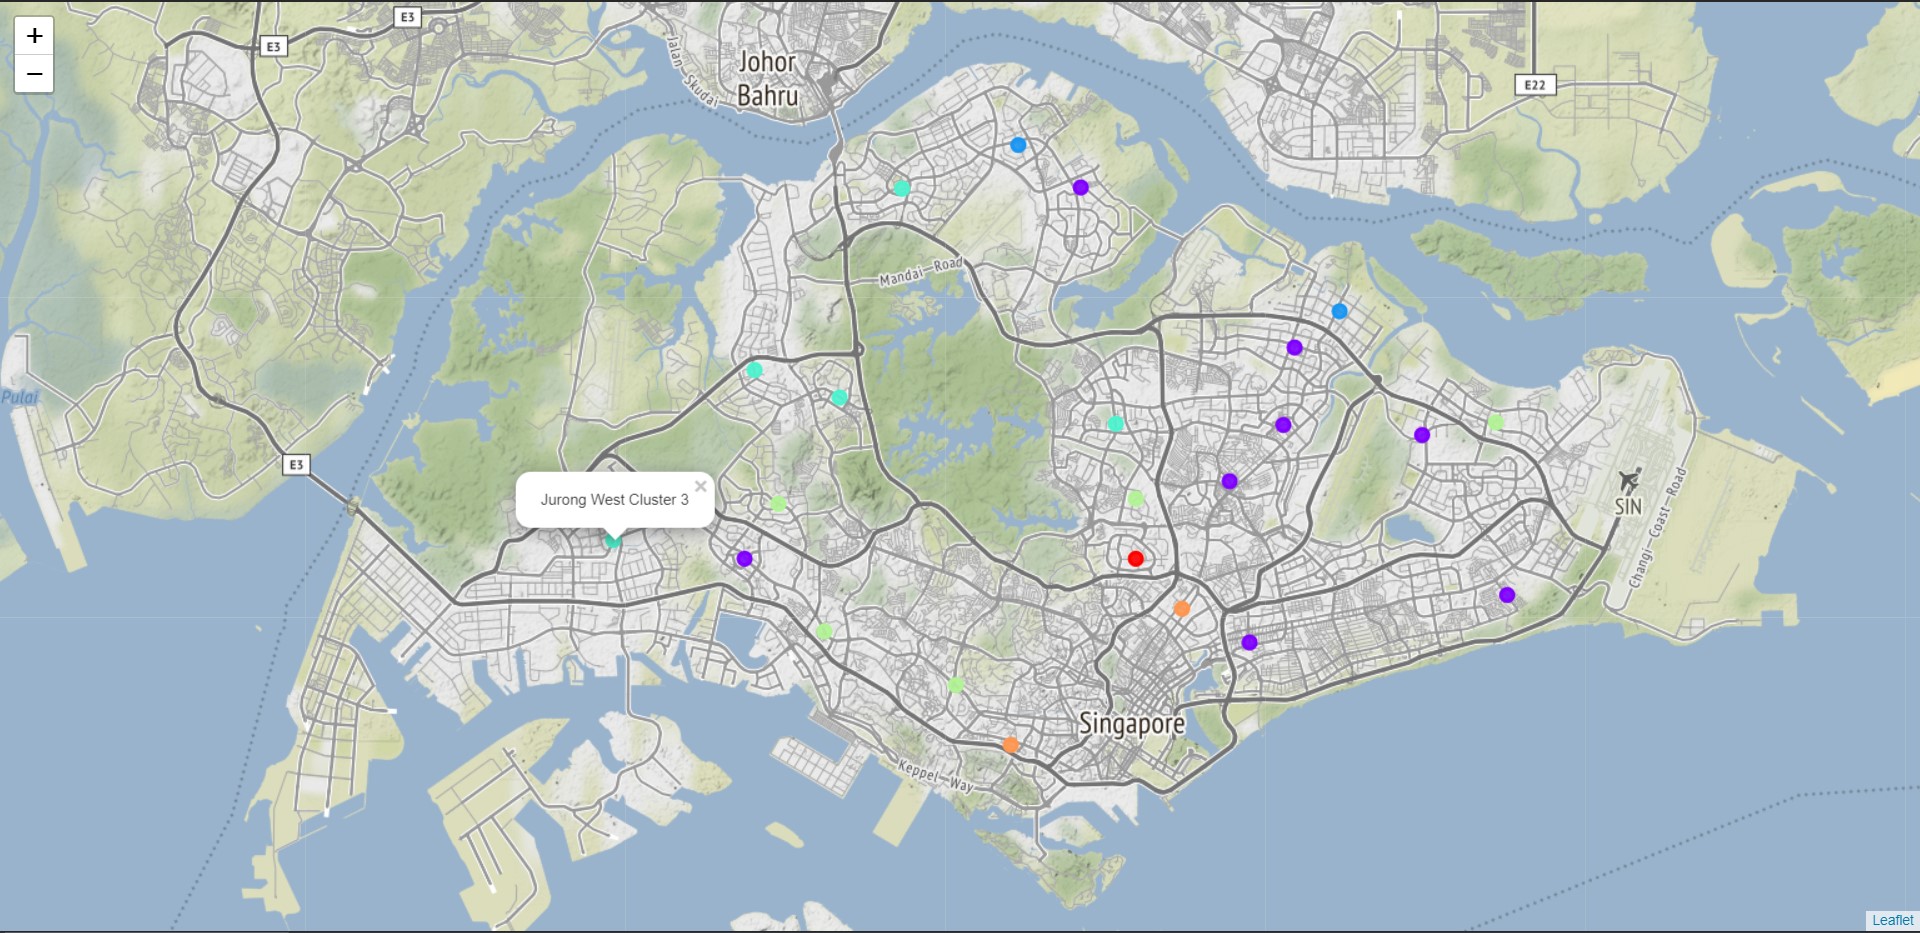 +
−
E3
E3
Johor
Bahru
Jalan Skudai
E22
Mandai Road
Pulai
E3
Jurong West Cluster 3
×
SIN
Changi Coast Road
Singapore
Keppel Way
Leaflet